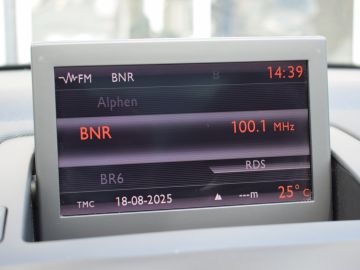 FM BNR 14:39
Alphen
BNR 100.1 MHz
RDS
BR6
TMC 18-08-2025 ---m 25°C